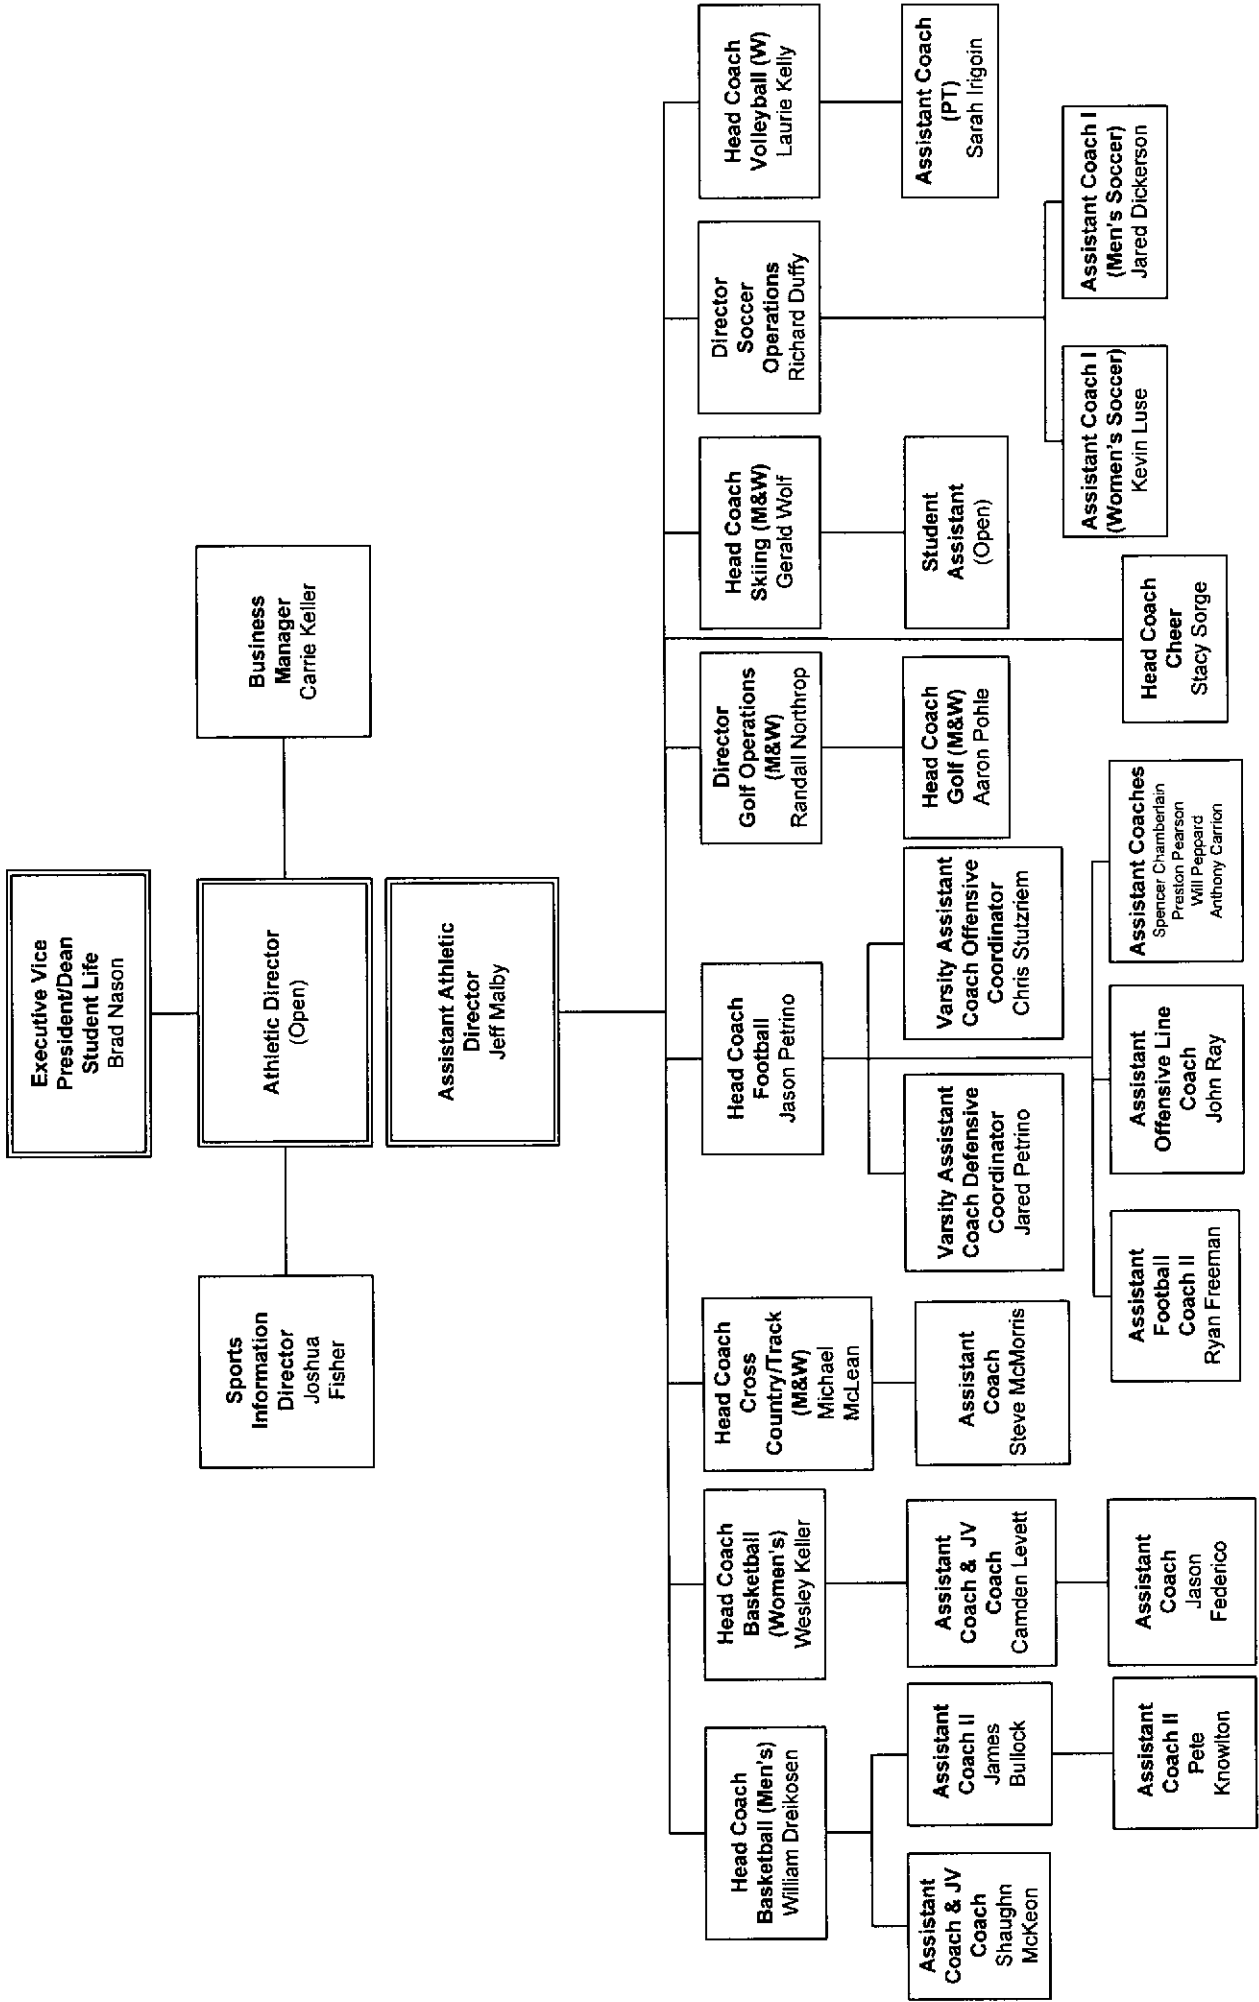 Executive Vice
President/Dean
Student Life
Brad Nason
Sports
Information
Director
Joshua
Fisher
Athletic Director
(Open)
Business
Manager
Carrie Keller
Assistant Athletic
Director
Jeff Malby
Head Coach
Basketball (Men's)
William Dreikosen
Head Coach
Basketball
(Women's)
Wesley Keller
Head Coach
Cross
Country/Track
(M&W)
Michael
McLean
Head Coach
Football
Jason Petrino
Director
Golf Operations
(M&W)
Randall Northrop
Head Coach
Skiing (M&W)
Gerald Wolf
Director
Soccer
Operations
Richard Duffy
Head Coach
Volleyball (W)
Laurie Kelly
Assistant
Coach & JV
Coach
Shaughn
McKeon
Assistant
Coach II
James
Bullock
Assistant
Coach & JV
Coach
Camden Levett
Assistant
Coach
Steve McMorris
Varsity Assistant
Coach Defensive
Coordinator
Jared Petrino
Varsity Assistant
Coach Offensive
Coordinator
Chris Stutzriem
Head Coach
Golf (M&W)
Aaron Pohle
Student
Assistant
(Open)
Assistant Coach
(PT)
Sarah Irigoin
Assistant
Coach II
Pete
Knowlton
Assistant
Coach
Jason
Federico
Assistant
Football
Coach II
Ryan Freeman
Assistant
Offensive Line
Coach
John Ray
Assistant Coaches
Spencer Chamberlain
Preston Pearson
Will Peppard
Anthony Carrion
Head Coach
Cheer
Stacy Sorge
Assistant Coach I
(Women's Soccer)
Kevin Luse
Assistant Coach I
(Men's Soccer)
Jared Dickerson